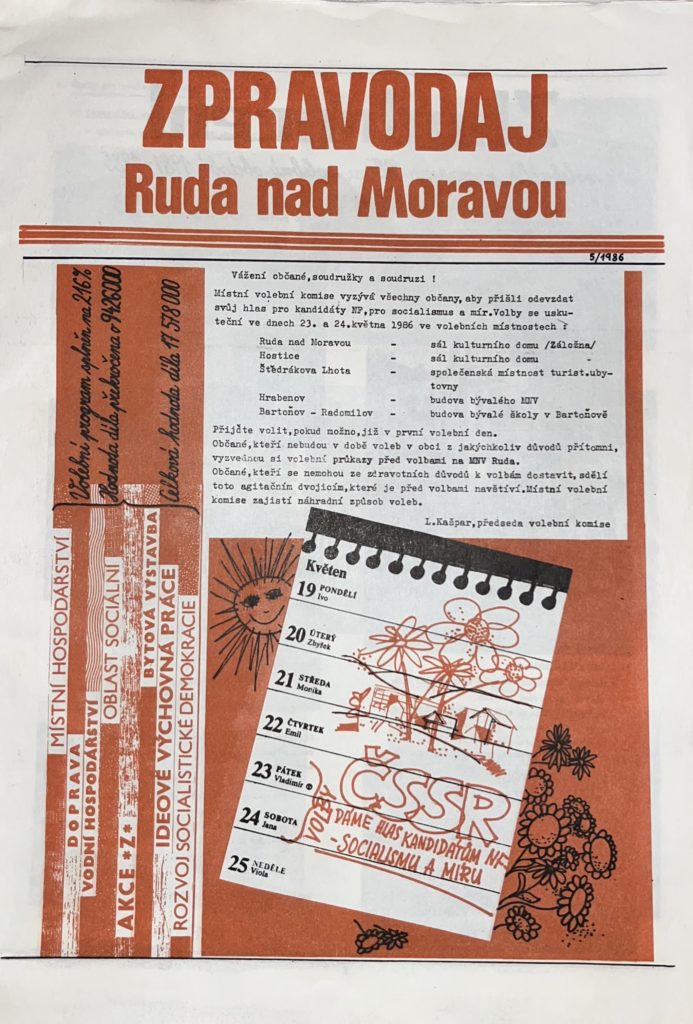 ZPRAVODAJ
Ruda nad Moravou
5/1986
Vážení občané,soudružky a soudruzi !
Místní volební komise vyzývá všechny občany,aby přišli odevzdat
svůj hlas pro kandidáty NF,pro socialismus a mír.Volby se usku-
teční ve dnech 23. a 24.května 1986 ve volebních místnostech :
Ruda nad Moravou - sál kulturního domu /Záložna/
Hostice - sál kulturního domu -
Štědrákova Lhota - společenská místnost turist.uby-
tovny
Hrabenov - budova bývalého MNV
Bartoňov - Radomilov - budova bývalé školy v Bartoňově
Přijďte volit,pokud možno,již v první volební den.
Občané,kteří nebudou v době voleb v obci z jakýchkoliv důvodů přítomni,
vyzvednou si volební průkazy před volbami na MNV Ruda.
Občané,kteří se nemohou ze zdravotních důvodů k volbám dostavit,sdělí
toto agitačním dvojicím,které je před volbami navětíví.Místní volební
komise zajistí náhradní způsob voleb.
L.Kašpar,předseda volební komise
Volební program splněn na 216%
Hodnota díla překročena o 9426000
Celková hodnota díla 17 578 000
MÍSTNÍ HOSPODÁŘSTVÍ
DOPRAVA
VODNÍ HOSPODÁŘSTVÍ
OBLAST SOCIÁLNÍ
AKCE *Z*
BYTOVÁ VÝSTAVBA
IDEOVĚ VÝCHOVNÁ PRÁCE
ROZVOJ SOCIALISTICKÉ DEMOKRACIE
Květen
19 PONDĚLÍ
Ivo
20 ÚTERÝ
Zbyšek
21 STŘEDA
Monika
22 ČTVRTEK
Emil
23 PÁTEK
Vladimír
24 SOBOTA
Jana
25 NEDĚLE
Viola
ČSSR
VOLBY
DÁME HLAS KANDIDÁTŮM NF
-SOCIALISMU A MÍRU